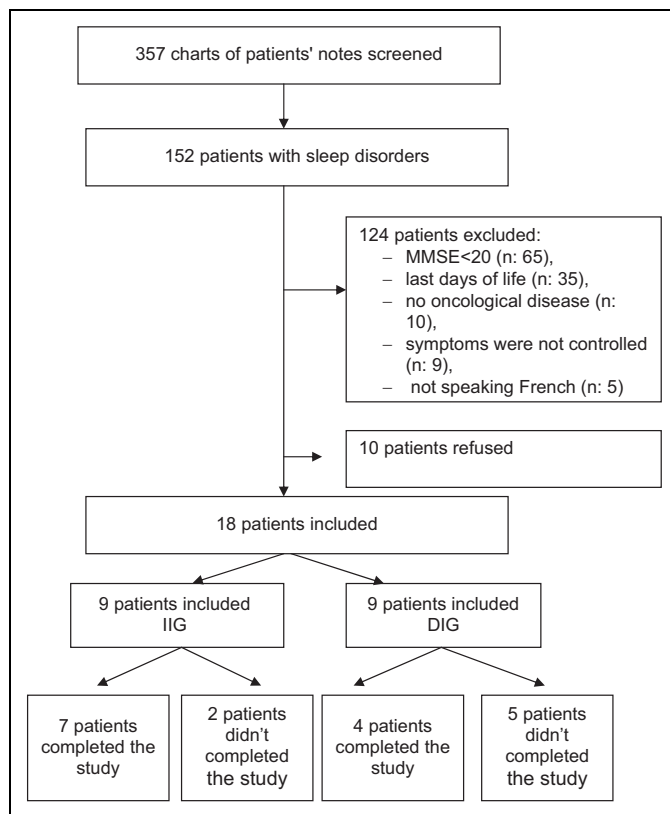 357 charts of patients' notes screened
152 patients with sleep disorders
124 patients excluded:
– MMSE<20 (n: 65),
– last days of life (n: 35),
– no oncological disease (n:
10),
– symptoms were not controlled
(n: 9),
– not speaking French (n: 5)
10 patients refused
18 patients included
9 patients included
IIG
9 patients included
DIG
7 patients
completed the
study
2 patients
didn't
completed
the study
4 patients
completed the
study
5 patients
didn't
completed
the study